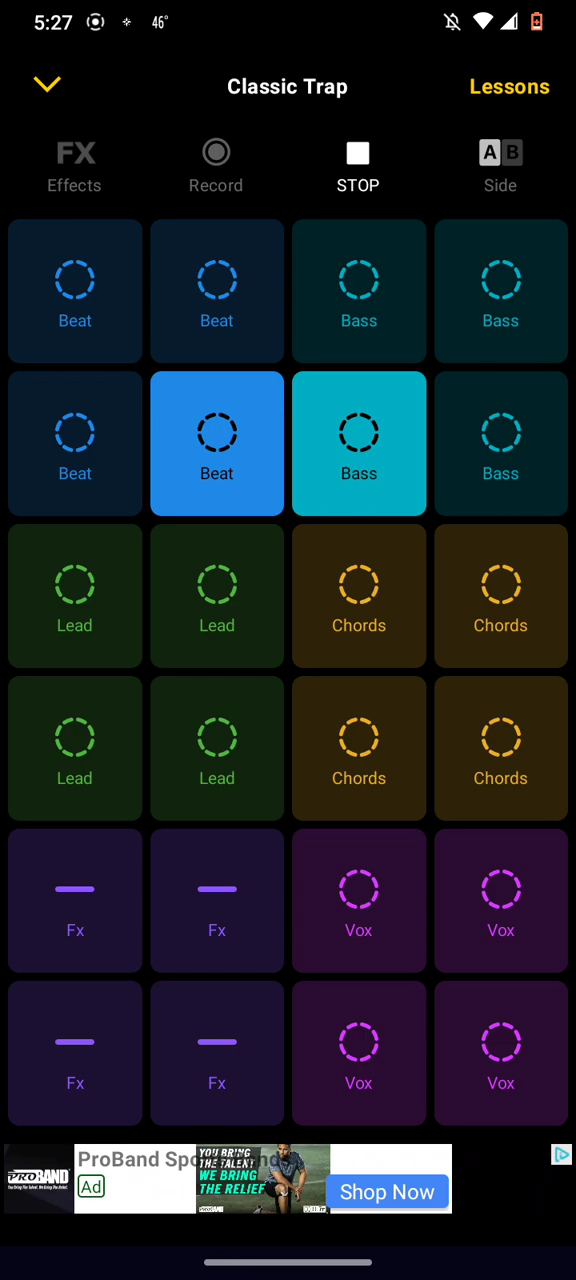 5:27 46°
Classic Trap Lessons
FX A B
Effects Record STOP Side
Beat Beat Bass Bass
Beat Beat Bass Bass
Lead Lead Chords Chords
Lead Lead Chords Chords
Fx Fx Vox Vox
Fx Fx Vox Vox
PROBAND
ProBand
Ad
YOU BRING
THE TALENT
WE BRING
THE RELIEF
Shop Now